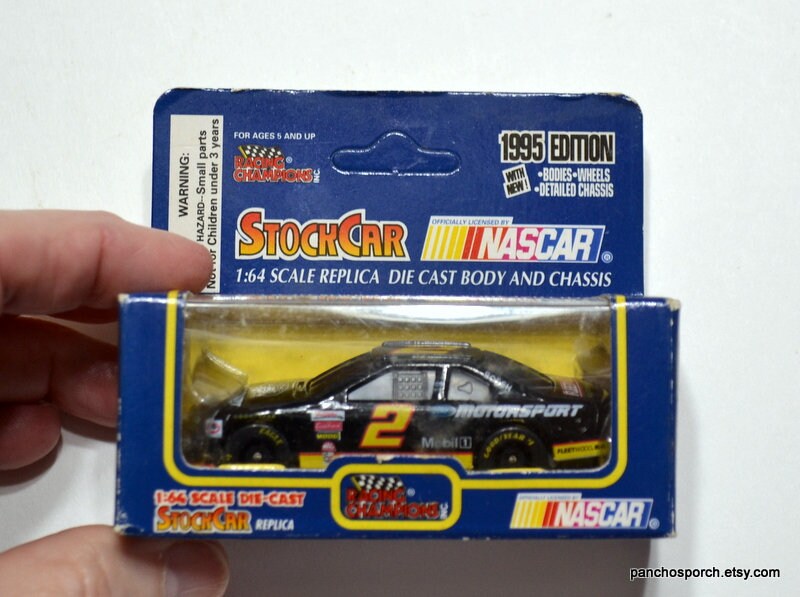 WARNING:
HAZARD--Small parts
Not for Children under 3 years
FOR AGES 5 AND UP
RACING
CHAMPIONS INC.
1995 EDITION
WITH NEW!
•BODIES•WHEELS
•DETAILED CHASSIS
STOCKCAR
OFFICIALLY LICENSED BY
NASCAR®
1:64 SCALE REPLICA DIE CAST BODY AND CHASSIS
2
MOTORSPORT
Mobil 1
GOODYEAR
1:64 SCALE DIE-CAST
STOCKCAR REPLICA
RACING
CHAMPIONS INC.
OFFICIALLY LICENSED BY
NASCAR®
panchosporch.etsy.com